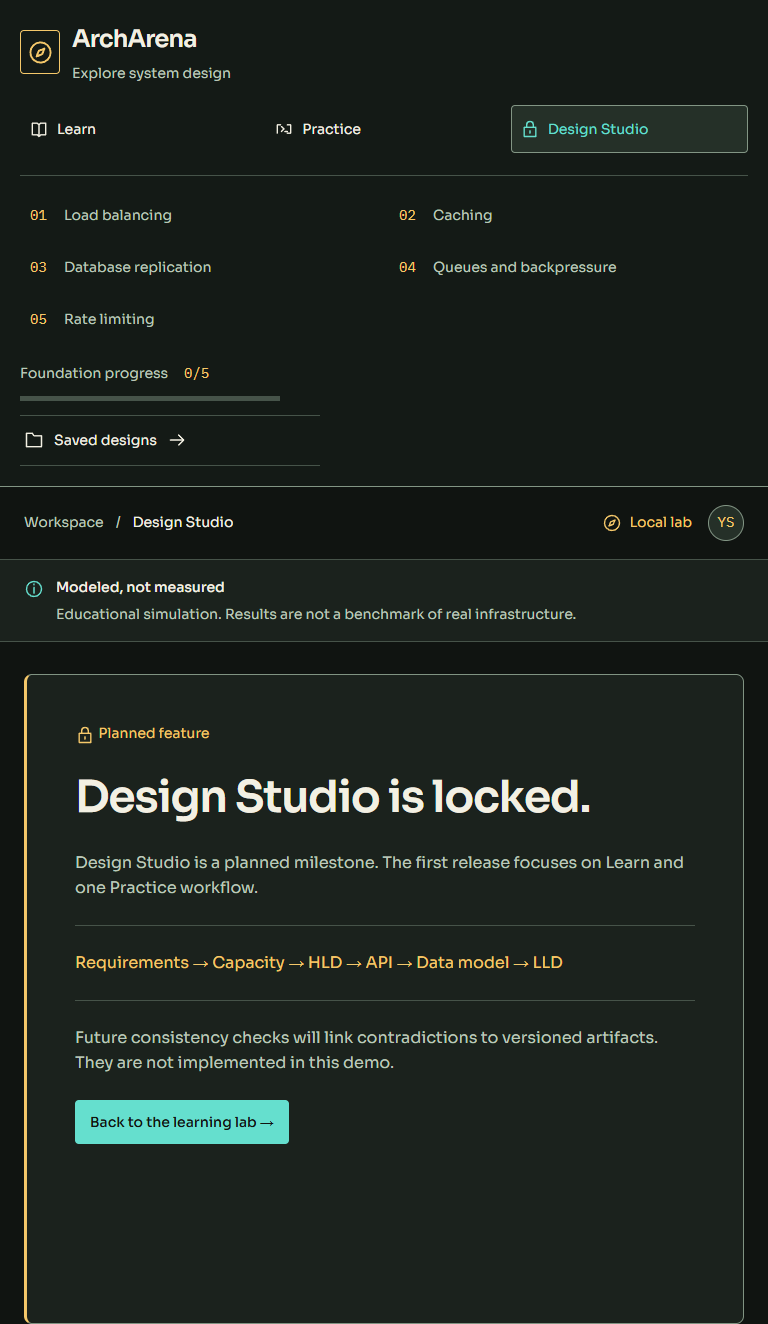 ArchArena
Explore system design
Learn
Practice
Design Studio
01 Load balancing
02 Caching
03 Database replication
04 Queues and backpressure
05 Rate limiting
Foundation progress 0/5
Saved designs →
Workspace / Design Studio
Local lab
YS
Modeled, not measured
Educational simulation. Results are not a benchmark of real infrastructure.
Planned feature
Design Studio is locked.
Design Studio is a planned milestone. The first release focuses on Learn and
one Practice workflow.
Requirements → Capacity → HLD → API → Data model → LLD
Future consistency checks will link contradictions to versioned artifacts.
They are not implemented in this demo.
Back to the learning lab →